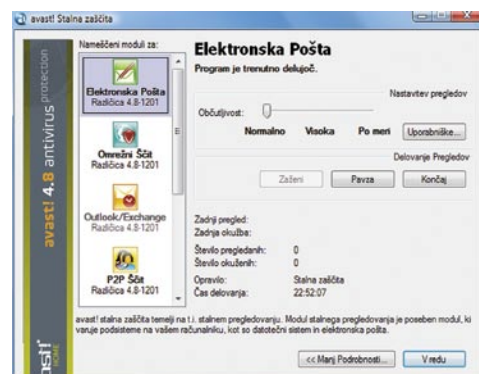 avast! Stalna zaščita
avast! 4.8 antivirus protection
avast! HOME
Nameščeni moduli za:
Elektronska Pošta
Različica 4.8-1201
Omrežni Ščit
Različica 4.8-1201
Outlook/Exchange
Različica 4.8-1201
P2P Ščit
Različica 4.8-1201
Elektronska Pošta
Program je trenutno delujoč.
Nastavitev pregledov
Občutljivost:
Normalno Visoka Po meri Uporabniške...
Delovanje Pregledov
Zaženi Pavza Končaj
Zadnji pregled:
Zadnja okužba:
Število pregledanih: 0
Število okuženih: 0
Opravilo: Stalna zaščita
Čas delovanja: 22:52:07
avast! stalna zaščita temelji na t.i. stalnem pregledovanju. Modul stalnega pregledovanja je poseben modul, ki
varuje podsisteme na vašem računalniku, kot so datotečni sistem in elektronska pošta.
<< Manj Podrobnosti... V redu